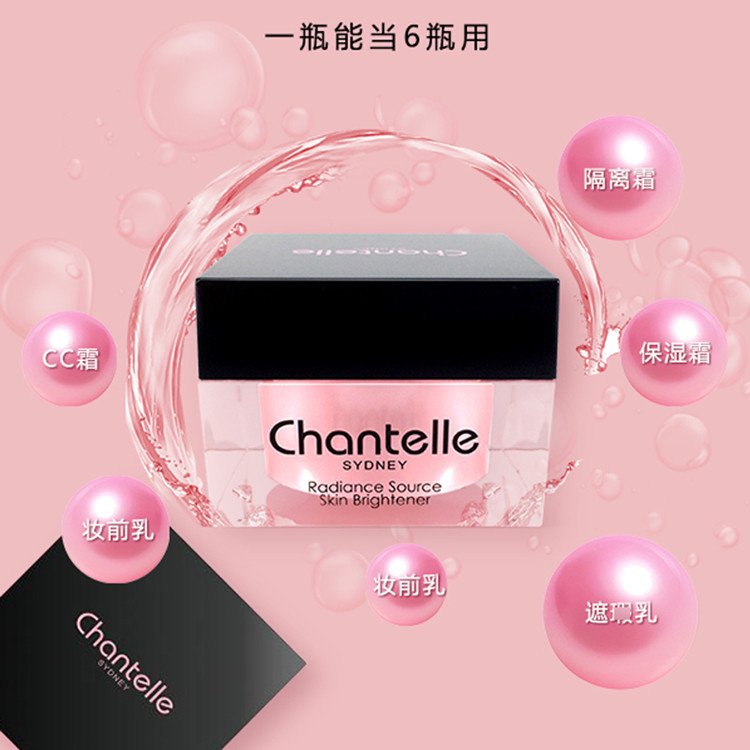 一瓶能当6瓶用
隔离霜
Chantelle
CC霜
保湿霜
Chantelle
SYDNEY
Radiance Source
Skin Brightener
妆前乳
妆前乳
遮瑕乳
Chantelle
SYDNEY